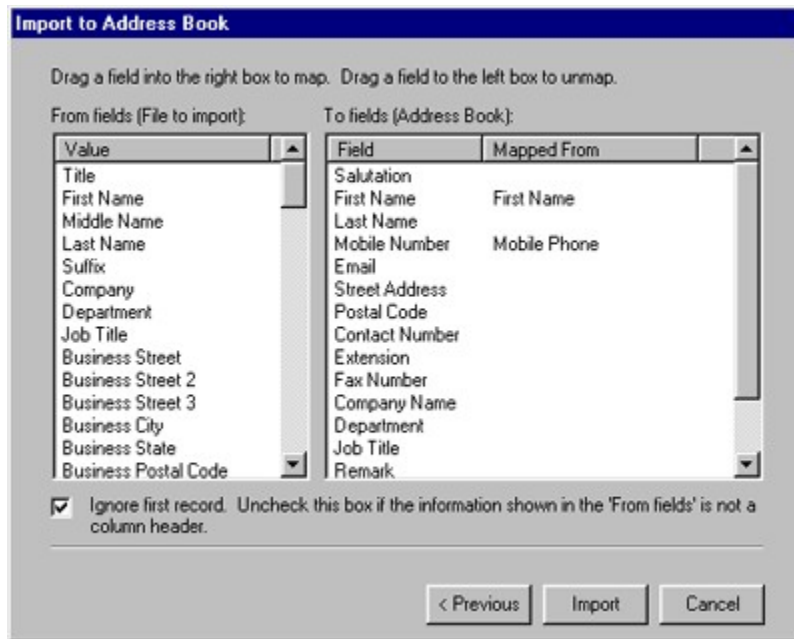 Import to Address Book
Drag a field into the right box to map. Drag a field to the left box to unmap.
From fields (File to import):
Value
Title
First Name
Middle Name
Last Name
Suffix
Company
Department
Job Title
Business Street
Business Street 2
Business Street 3
Business City
Business State
Business Postal Code
To fields (Address Book):
Field Mapped From
Salutation
First Name First Name
Last Name
Mobile Number Mobile Phone
Email
Street Address
Postal Code
Contact Number
Extension
Fax Number
Company Name
Department
Job Title
Remark
Ignore first record. Uncheck this box if the information shown in the 'From fields' is not a
column header.
< Previous Import Cancel